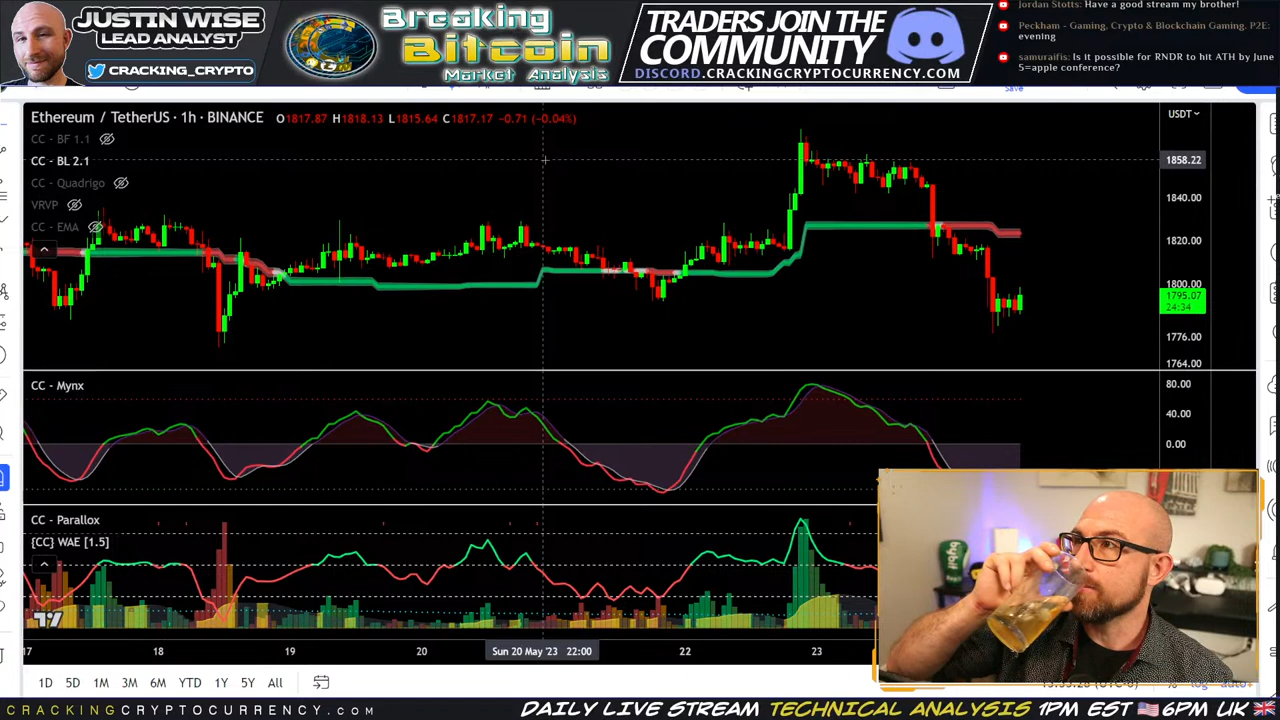 JUSTIN WISE
LEAD ANALYST
CRACKING_CRYPTO
Breaking
Bitcoin
Market Analysis
TRADERS JOIN THE
COMMUNITY
DISCORD.CRACKINGCRYPTOCURRENCY.COM
Jordan Stotts: Have a good stream my brother!
Peckham - Gaming, Crypto & Blockchain Gaming. P2E:
evening
samuraifis: Is it possible for RNDR to hit ATH by June
5=apple conference?
Save
Ethereum / TetherUS · 1h · BINANCE O1817.87 H1818.13 L1815.64 C1817.17 -0.71 (-0.04%)
USDT
CC - BF 1.1
CC - BL 2.1
CC - Quadrigo
VRVP
CC - EMA
1858.22
1840.00
1820.00
1800.00
1795.07
24:34
1776.00
1764.00
CC - Mynx
80.00
40.00
0.00
CC - Parallox
{CC} WAE [1.5]
bybit
17 18 19 20 Sun 20 May '23 22:00 22 23
1D 5D 1M 3M 6M YTD 1Y 5Y All
% log auto
CRACKINGCRYPTOCURRENCY.COM
DAILY LIVE STREAM TECHNICAL ANALYSIS 1PM EST 6PM UK